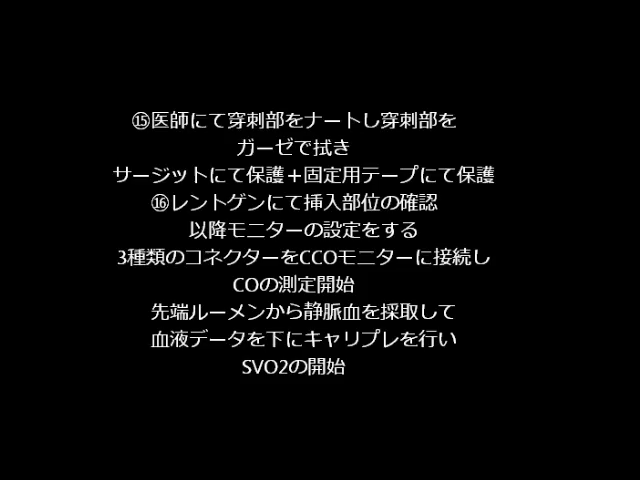 ⑮医師にて穿刺部をナートし穿刺部を
ガーゼで拭き
サージットにて保護＋固定用テープにて保護
⑯レントゲンにて挿入部位の確認
以降モニターの設定をする
3種類のコネクターをCCOモニターに接続し
COの測定開始
先端ルーメンから静脈血を採取して
血液データを下にキャリプレを行い
SVO2の開始